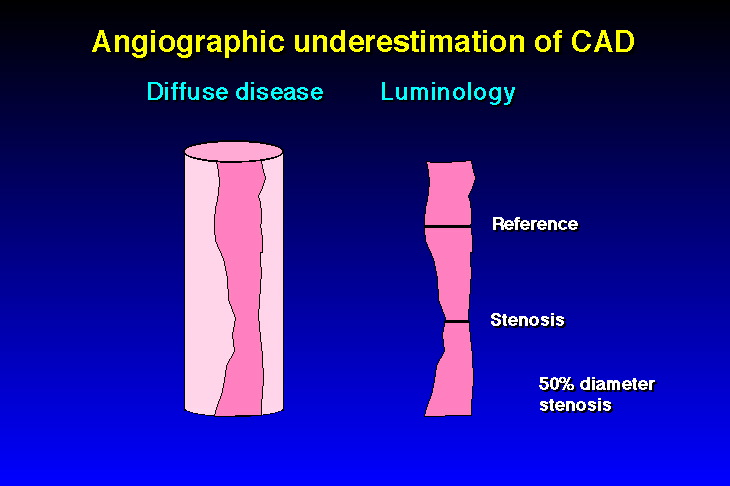 Angiographic underestimation of CAD
Diffuse disease
Luminology
Reference
Stenosis
50% diameter
stenosis